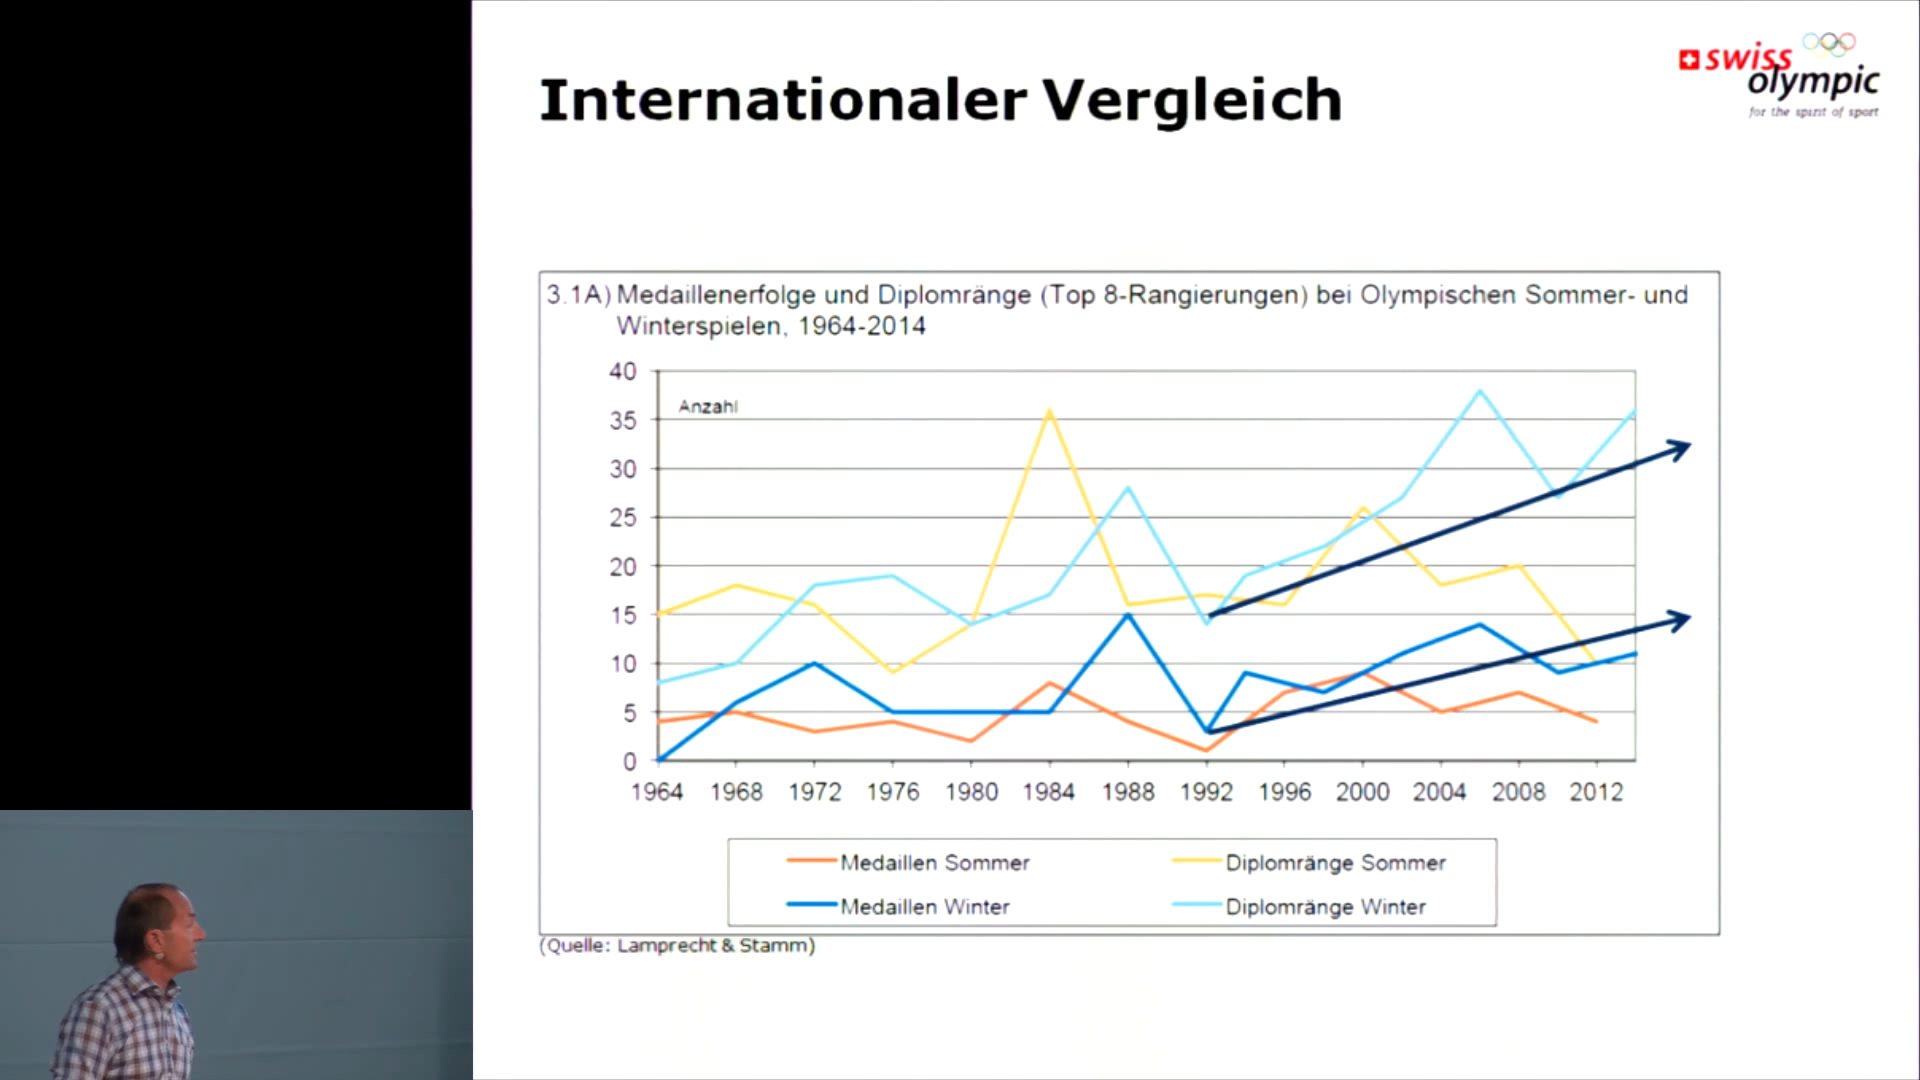 Internationaler Vergleich
swiss
olympic
for the spirit of sport
3.1A) Medaillenerfolge und Diplomränge (Top 8-Rangierungen) bei Olympischen Sommer- und
Winterspielen, 1964-2014
40
Anzahl
35
30
25
20
15
10
5
0
1964 1968 1972 1976 1980 1984 1988 1992 1996 2000 2004 2008 2012
Medaillen Sommer Diplomränge Sommer
Medaillen Winter Diplomränge Winter
(Quelle: Lamprecht & Stamm)